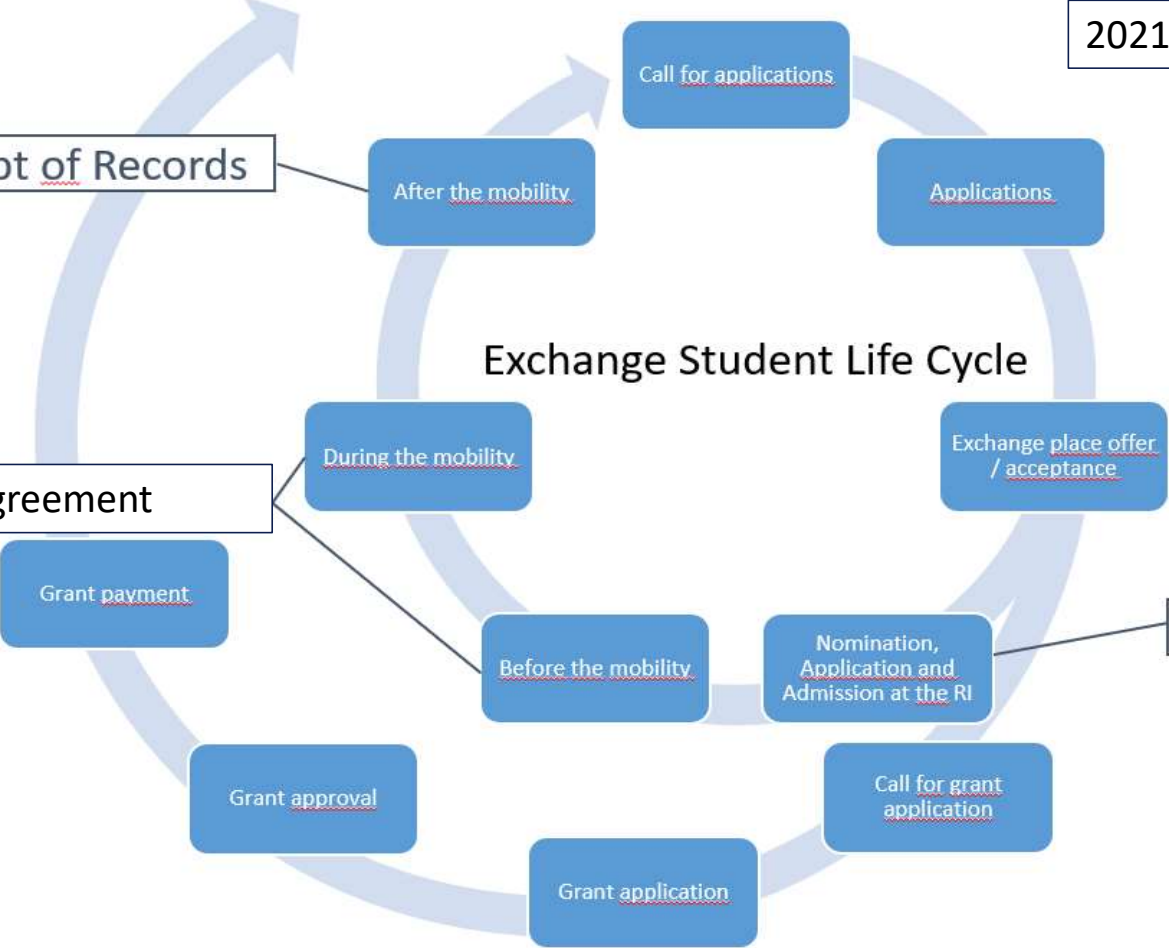 2021
Call for applications
of Records
After the mobility
Applications
Exchange Student Life Cycle
During the mobility
Exchange place offer
/ acceptance
Grant payment
Before the mobility
Nomination,
Application and
Admission at the RI
Grant approval
Call for grant
application
Grant application